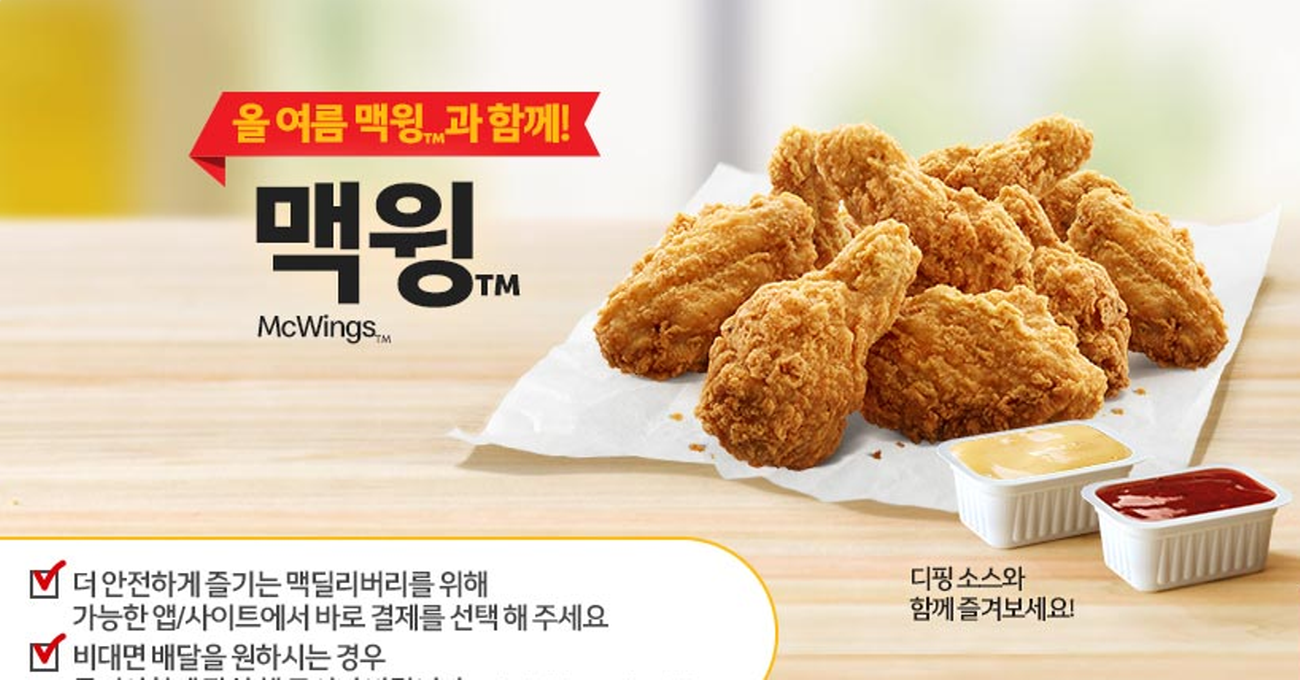 올 여름 맥윙™과 함께!
맥윙™
McWings™
더 안전하게 즐기는 맥딜리버리를 위해
가능한 앱/사이트에서 바로 결제를 선택 해 주세요
비대면 배달을 원하시는 경우
디핑 소스와
함께 즐겨보세요!